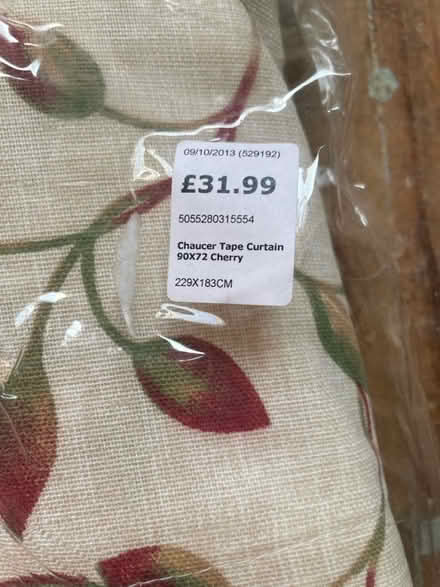 09/10/2013 (529192)
£31.99
5055280315554
Chaucer Tape Curtain
90X72 Cherry
229X183CM